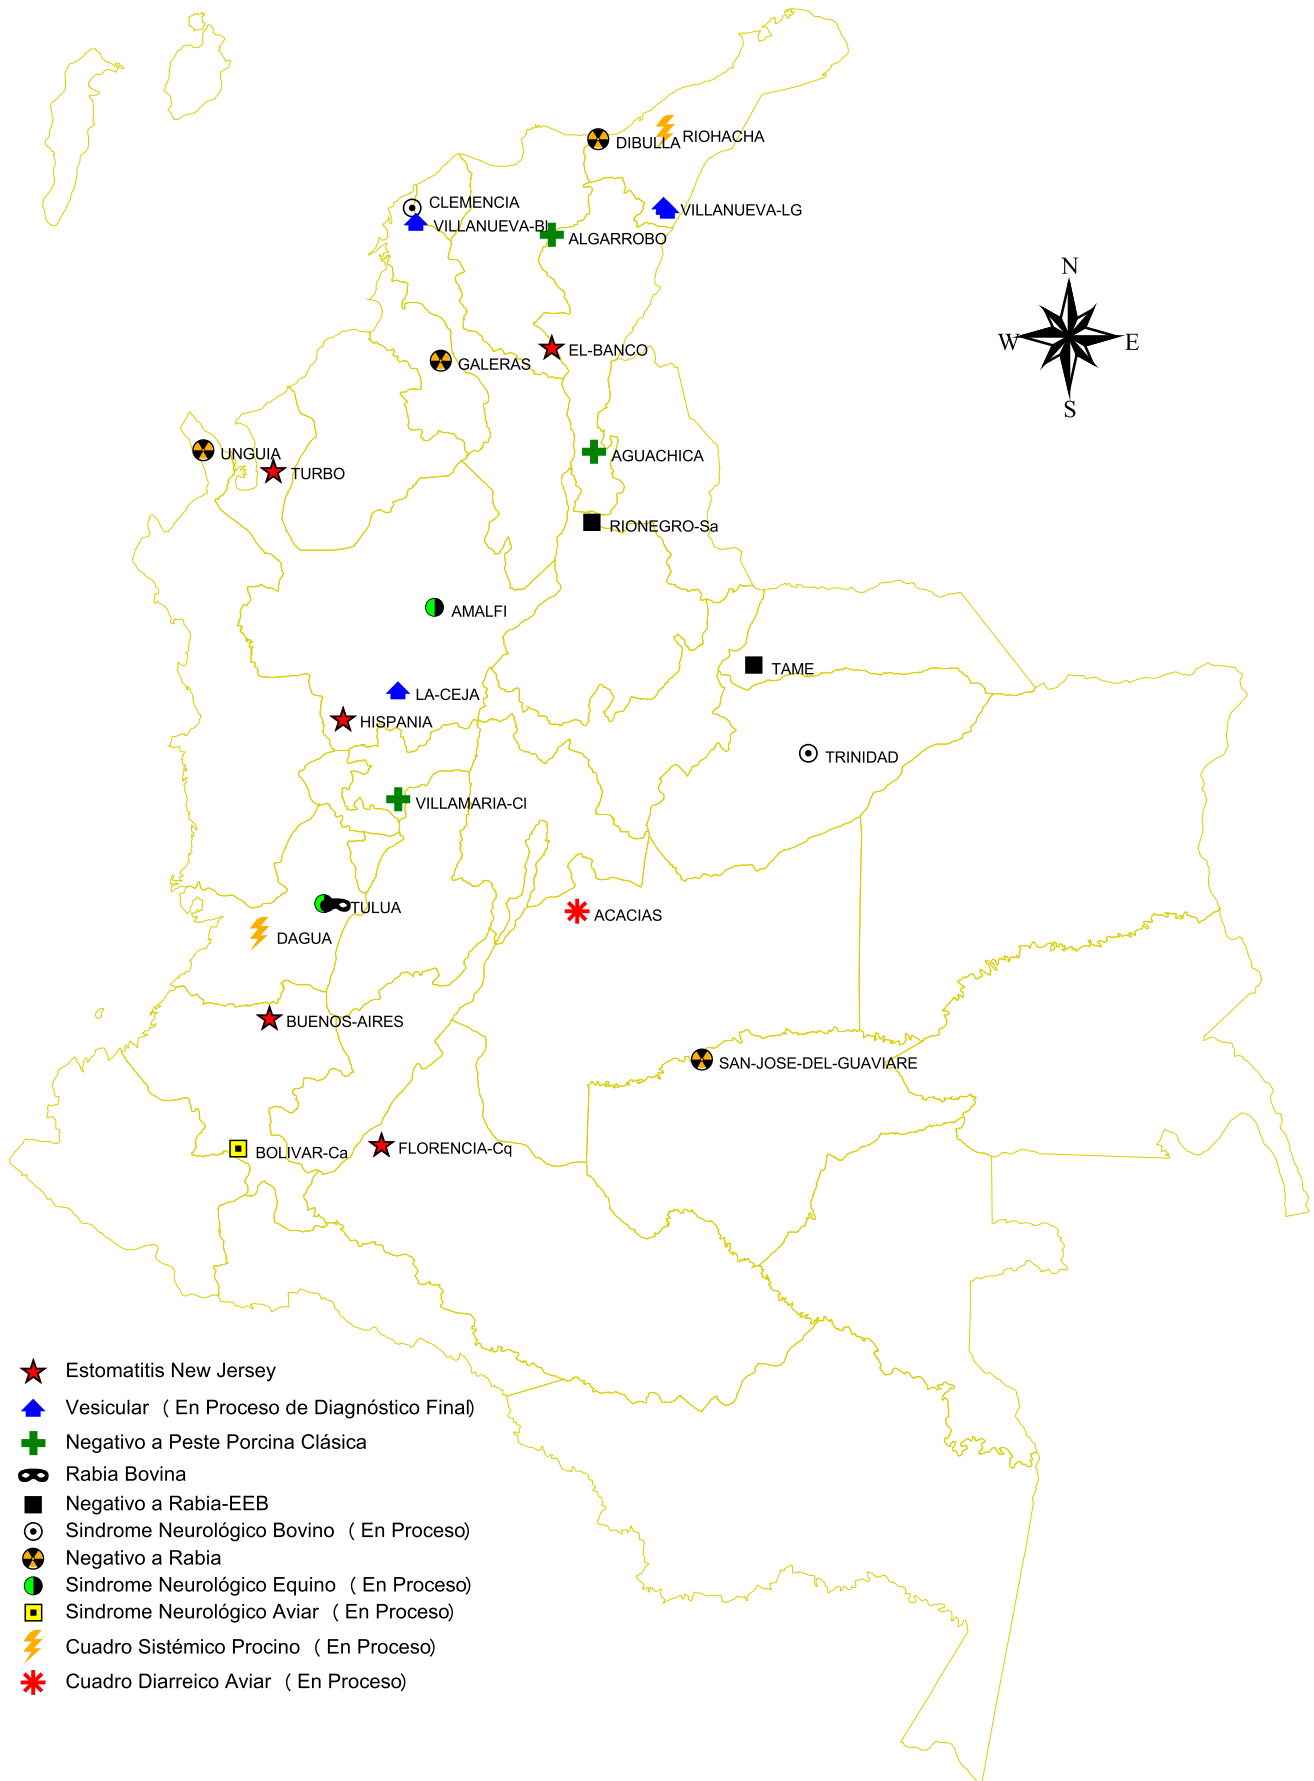 DIBULLA
RIOHACHA
CLEMENCIA
VILLANUEVA-LG
VILLANUEVA-Bl
ALGARROBO
N
W
E
S
EL-BANCO
GALERAS
UNGUIA
AGUACHICA
TURBO
RIONEGRO-Sa
AMALFI
TAME
LA-CEJA
HISPANIA
TRINIDAD
VILLAMARIA-Cl
TULUA
ACACIAS
DAGUA
BUENOS-AIRES
SAN-JOSE-DEL-GUAVIARE
BOLIVAR-Ca
FLORENCIA-Cq
Estomatitis New Jersey
Vesicular ( En Proceso de Diagnóstico Final)
Negativo a Peste Porcina Clásica
Rabia Bovina
Negativo a Rabia-EEB
Sindrome Neurológico Bovino ( En Proceso)
Negativo a Rabia
Sindrome Neurológico Equino ( En Proceso)
Sindrome Neurológico Aviar ( En Proceso)
Cuadro Sistémico Procino ( En Proceso)
Cuadro Diarreico Aviar ( En Proceso)